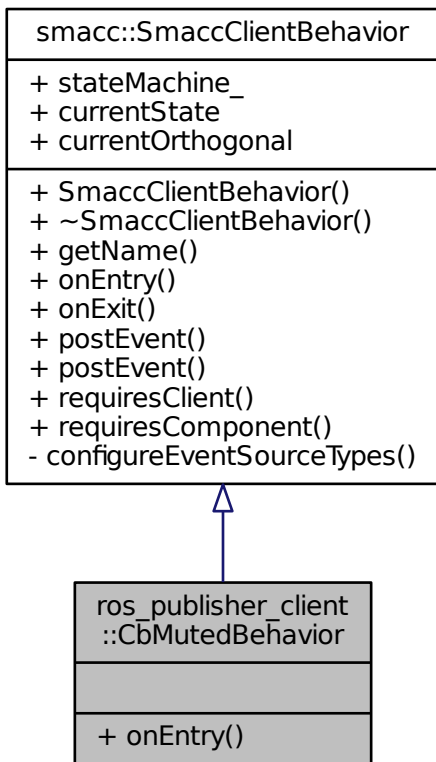 smacc::SmaccClientBehavior
+ stateMachine_
+ currentState
+ currentOrthogonal
+ SmaccClientBehavior()
+ ~SmaccClientBehavior()
+ getName()
+ onEntry()
+ onExit()
+ postEvent()
+ postEvent()
+ requiresClient()
+ requiresComponent()
- configureEventSourceTypes()
ros_publisher_client
::CbMutedBehavior
+ onEntry()